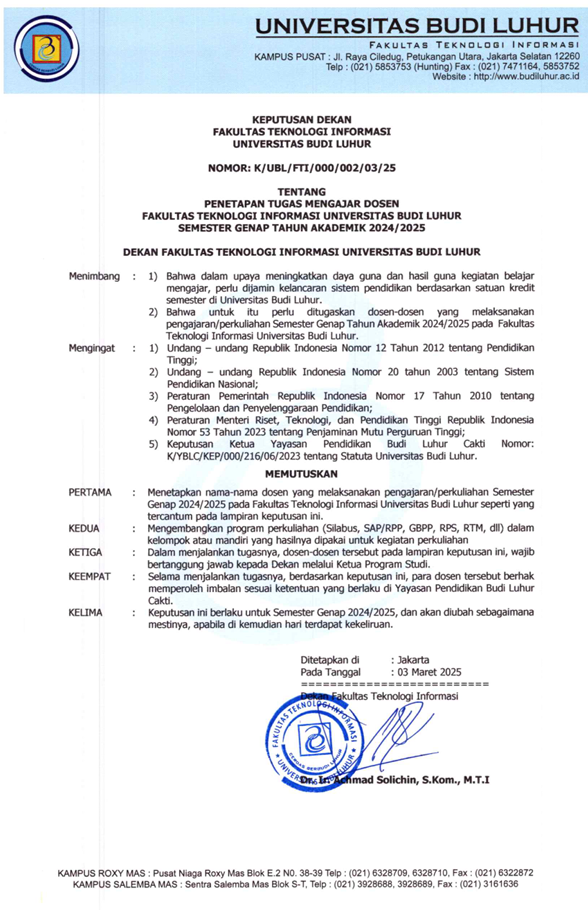 UNIVERSITAS BUDI LUHUR
FAKULTAS TEKNOLOGI INFORMASI
KAMPUS PUSAT : Jl. Raya Ciledug, Petukangan Utara, Jakarta Selatan 12260
Telp : (021) 5853753 (Hunting) Fax : (021) 7471164, 5853752
Website : http://www.budiluhur.ac.id
KEPUTUSAN DEKAN
FAKULTAS TEKNOLOGI INFORMASI
UNIVERSITAS BUDI LUHUR
NOMOR: K/UBL/FTI/000/002/03/25
TENTANG
PENETAPAN TUGAS MENGAJAR DOSEN
FAKULTAS TEKNOLOGI INFORMASI UNIVERSITAS BUDI LUHUR
SEMESTER GENAP TAHUN AKADEMIK 2024/2025
DEKAN FAKULTAS TEKNOLOGI INFORMASI UNIVERSITAS BUDI LUHUR
Menimbang : 1) Bahwa dalam upaya meningkatkan daya guna dan hasil guna kegiatan belajar
mengajar, perlu dijamin kelancaran sistem pendidikan berdasarkan satuan kredit
semester di Universitas Budi Luhur.
2) Bahwa untuk itu perlu ditugaskan dosen-dosen yang melaksanakan
pengajaran/perkuliahan Semester Genap Tahun Akademik 2024/2025 pada Fakultas
Teknologi Informasi Universitas Budi Luhur.
Mengingat : 1) Undang – undang Republik Indonesia Nomor 12 Tahun 2012 tentang Pendidikan
Tinggi;
2) Undang – undang Republik Indonesia Nomor 20 tahun 2003 tentang Sistem
Pendidikan Nasional;
3) Peraturan Pemerintah Republik Indonesia Nomor 17 Tahun 2010 tentang
Pengelolaan dan Penyelenggaraan Pendidikan;
4) Peraturan Menteri Riset, Teknologi, dan Pendidikan Tinggi Republik Indonesia
Nomor 53 Tahun 2023 tentang Penjaminan Mutu Perguruan Tinggi;
5) Keputusan Ketua Yayasan Pendidikan Budi Luhur Cakti Nomor:
K/YBLC/KEP/000/216/06/2023 tentang Statuta Universitas Budi Luhur.
MEMUTUSKAN
PERTAMA : Menetapkan nama-nama dosen yang melaksanakan pengajaran/perkuliahan Semester
Genap 2024/2025 pada Fakultas Teknologi Informasi Universitas Budi Luhur seperti yang
tercantum pada lampiran keputusan ini.
KEDUA : Mengembangkan program perkuliahan (Silabus, SAP/RPP, GBPP, RPS, RTM, dll) dalam
kelompok atau mandiri yang hasilnya dipakai untuk kegiatan perkuliahan
KETIGA : Dalam menjalankan tugasnya, dosen-dosen tersebut pada lampiran keputusan ini, wajib
bertanggung jawab kepada Dekan melalui Ketua Program Studi.
KEEMPAT : Selama menjalankan tugasnya, berdasarkan keputusan ini, para dosen tersebut berhak
memperoleh imbalan sesuai ketentuan yang berlaku di Yayasan Pendidikan Budi Luhur
Cakti.
KELIMA : Keputusan ini berlaku untuk Semester Genap 2024/2025, dan akan diubah sebagaimana
mestinya, apabila di kemudian hari terdapat kekeliruan.
Ditetapkan di : Jakarta
Pada Tanggal : 03 Maret 2025
==========================
Dekan Fakultas Teknologi Informasi
FAKULTAS TEKNOLOGI INFORMASI
UNIVERSITAS BUDI LUHUR
Dr. Ir. Achmad Solichin, S.Kom., M.T.I
KAMPUS ROXY MAS : Pusat Niaga Roxy Mas Blok E.2 N0. 38-39 Telp : (021) 6328709, 6328710, Fax : (021) 6322872
KAMPUS SALEMBA MAS : Sentra Salemba Mas Blok S-T, Telp : (021) 3928688, 3928689, Fax : (021) 3161636